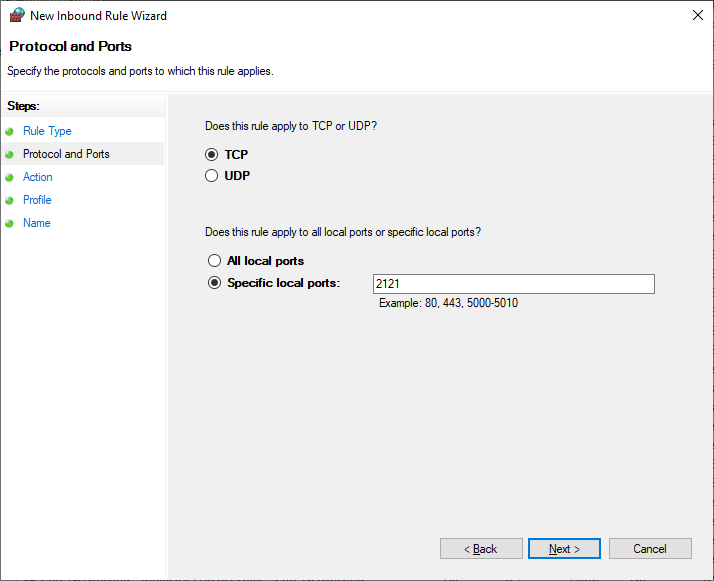 New Inbound Rule Wizard
Protocol and Ports
Specify the protocols and ports to which this rule applies.
Steps:
Rule Type
Protocol and Ports
Action
Profile
Name
Does this rule apply to TCP or UDP?
TCP
UDP
Does this rule apply to all local ports or specific local ports?
All local ports
Specific local ports: 2121
Example: 80, 443, 5000-5010
< Back Next > Cancel